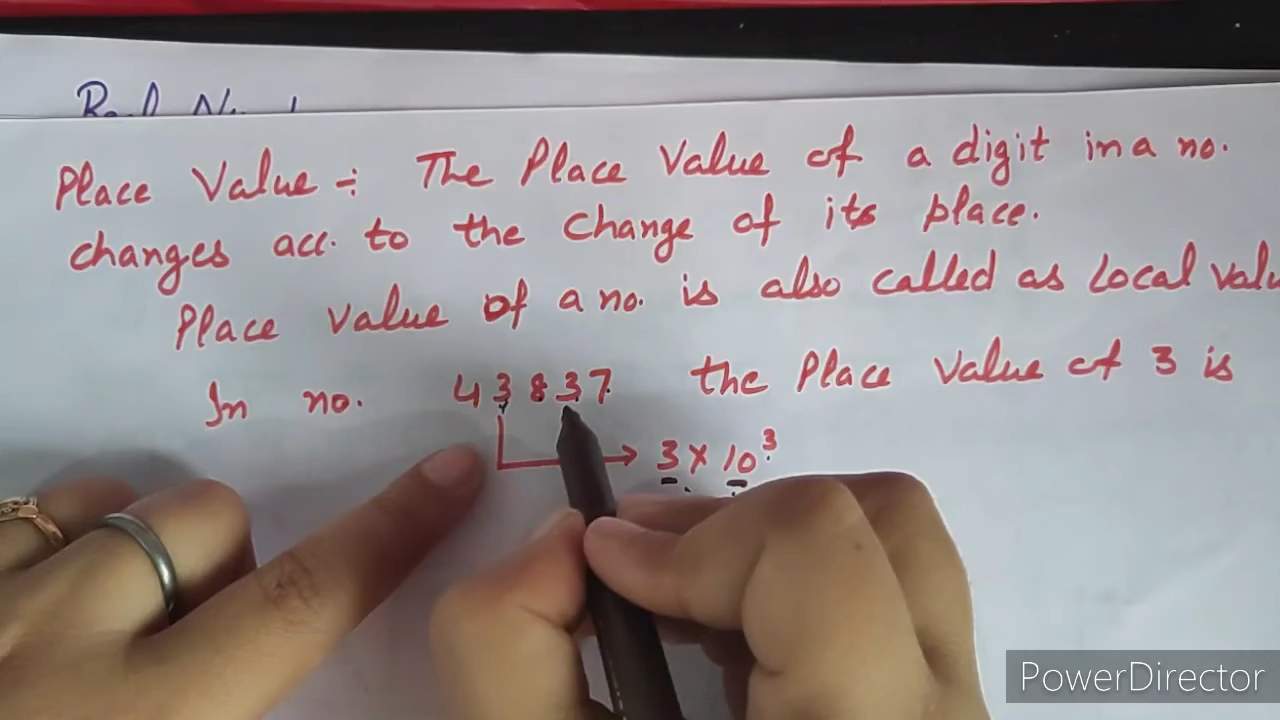 Place Value :- The Place Value of a digit in a no.
changes acc. to the change of its place.
Place Value of a no. is also called as Local valu
In no. 43837 the Place Value of 3 is
3 x 10³
PowerDirector